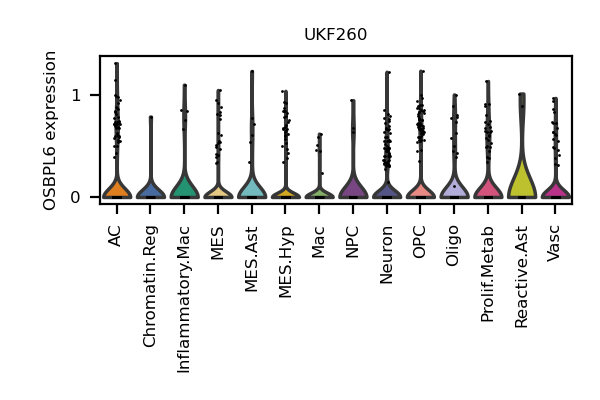 UKF260
OSBPL6 expression
1
0
AC
Chromatin.Reg
Inflammatory.Mac
MES
MES.Ast
MES.Hyp
Mac
NPC
Neuron
OPC
Oligo
Prolif.Metab
Reactive.Ast
Vasc